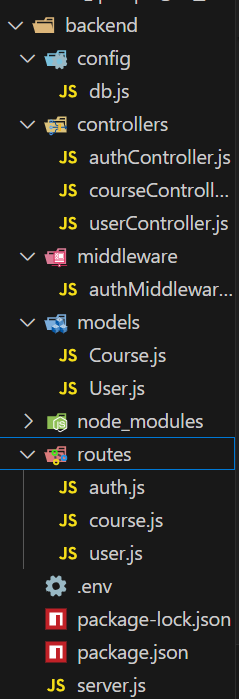 backend
config
JS db.js
controllers
JS authController.js
JS courseControll...
JS userController.js
middleware
JS authMiddlewar...
models
JS Course.js
JS User.js
node_modules
routes
JS auth.js
JS course.js
JS user.js
.env
package-lock.json
package.json
JS server.js